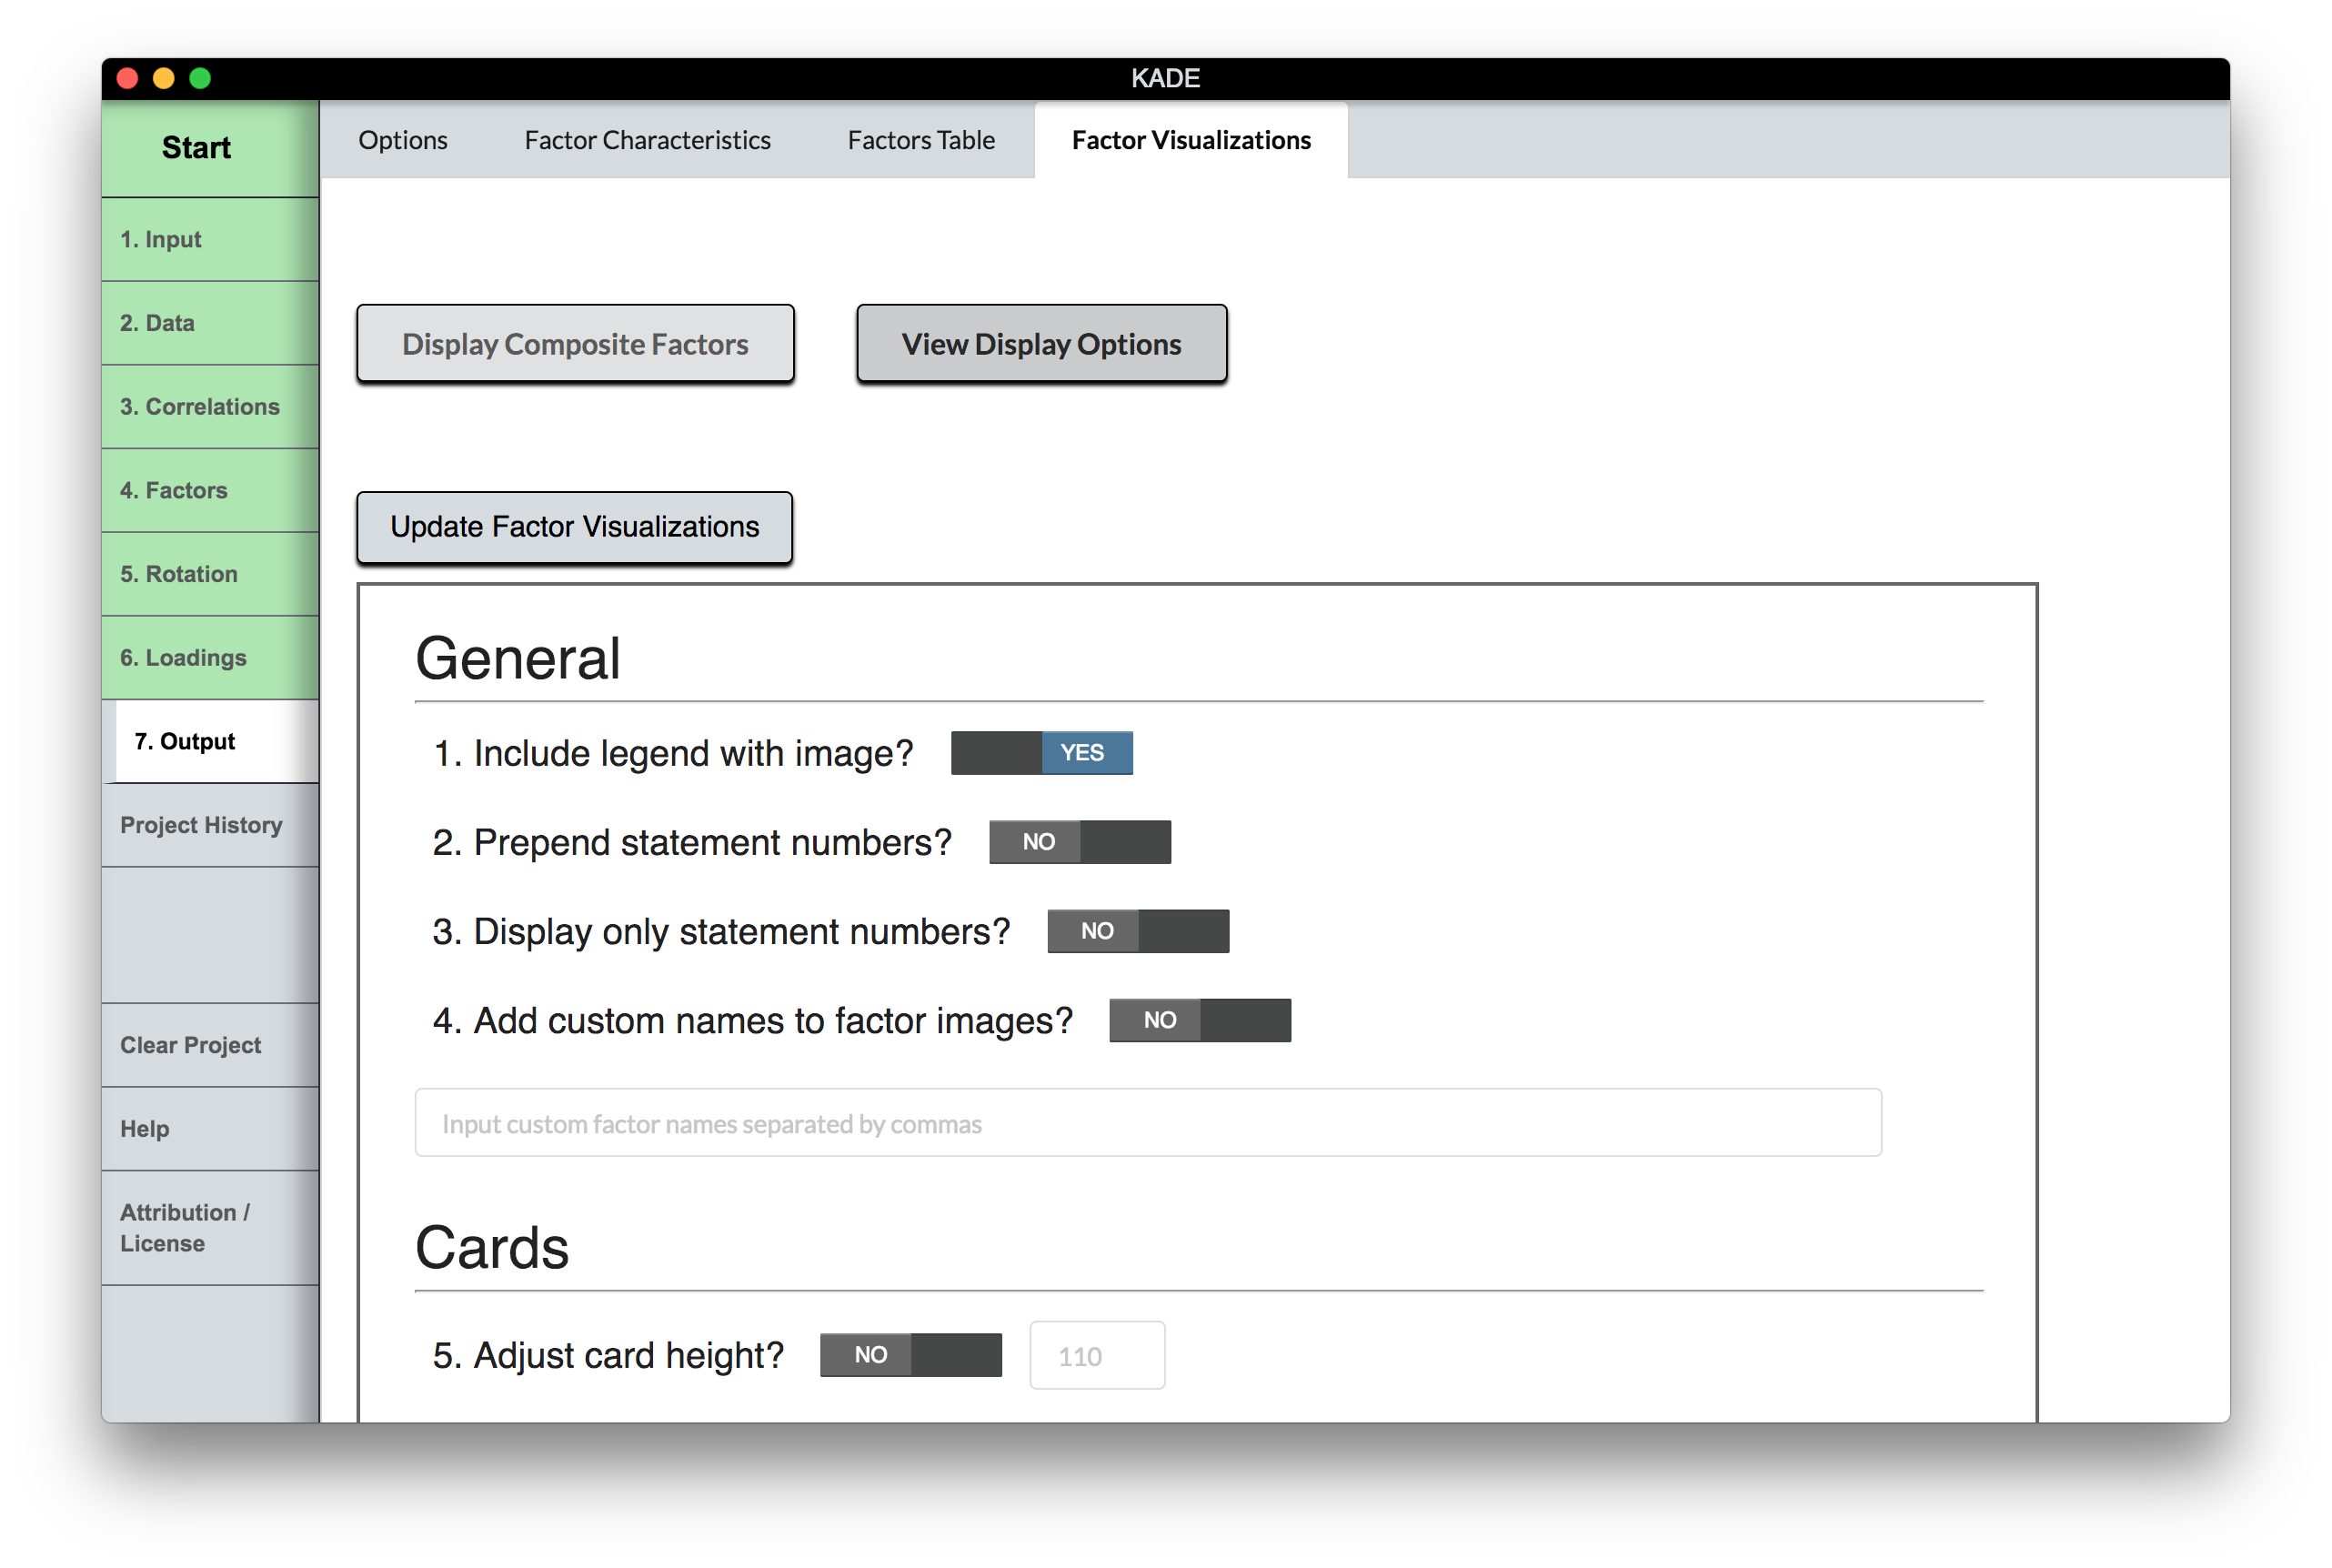 KADE
Start
1. Input
2. Data
3. Correlations
4. Factors
5. Rotation
6. Loadings
7. Output
Project History
Clear Project
Help
Attribution /
License
Options
Factor Characteristics
Factors Table
Factor Visualizations
Display Composite Factors
View Display Options
Update Factor Visualizations
General
1. Include legend with image? YES
2. Prepend statement numbers? NO
3. Display only statement numbers? NO
4. Add custom names to factor images? NO
Input custom factor names separated by commas
Cards
5. Adjust card height? NO 110